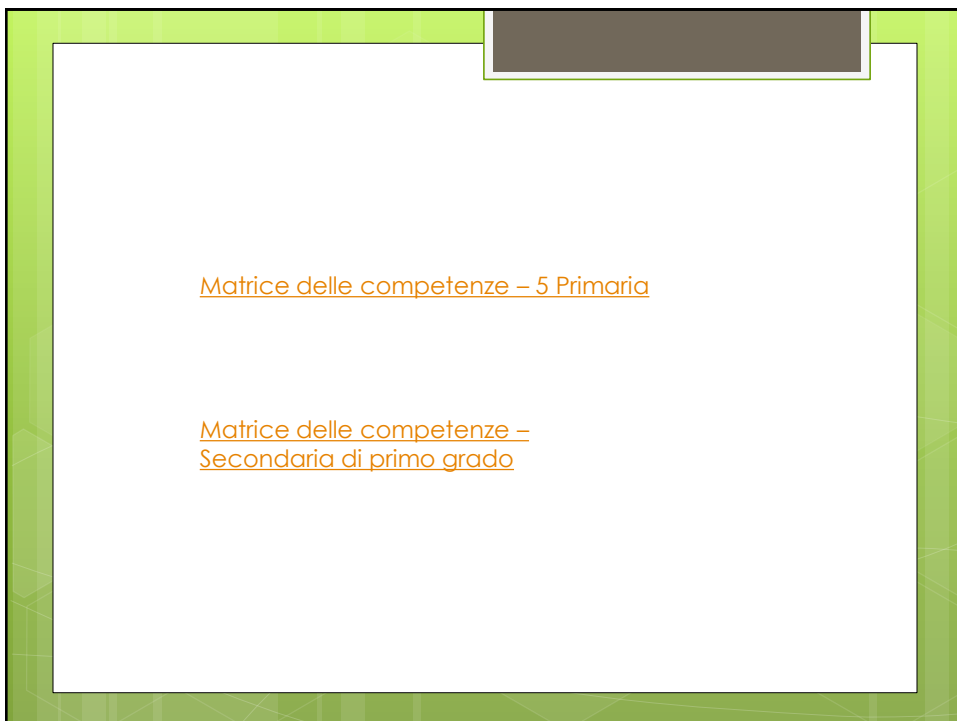 Matrice delle competenze – 5 Primaria
Matrice delle competenze –
Secondaria di primo grado